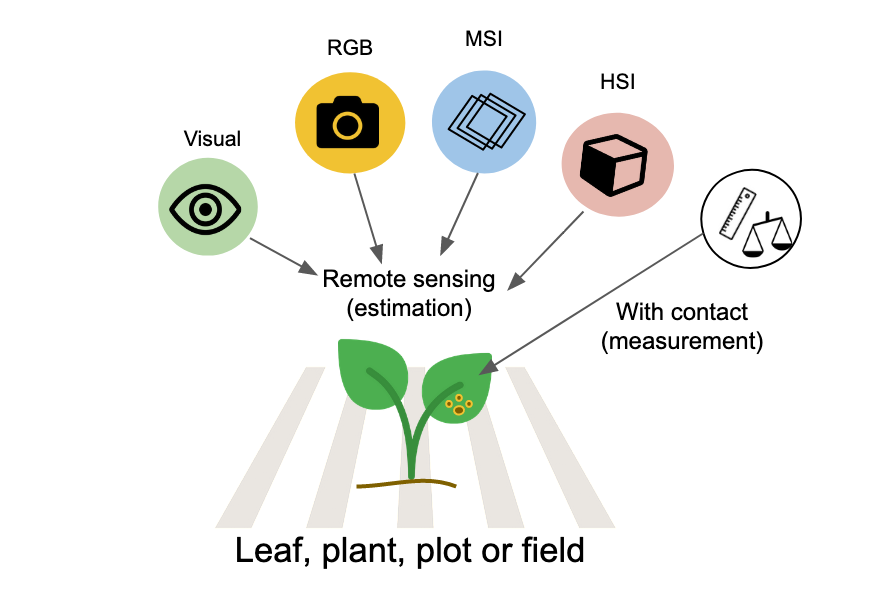 RGB
MSI
HSI
Visual
Remote sensing
(estimation)
With contact
(measurement)
Leaf, plant, plot or field